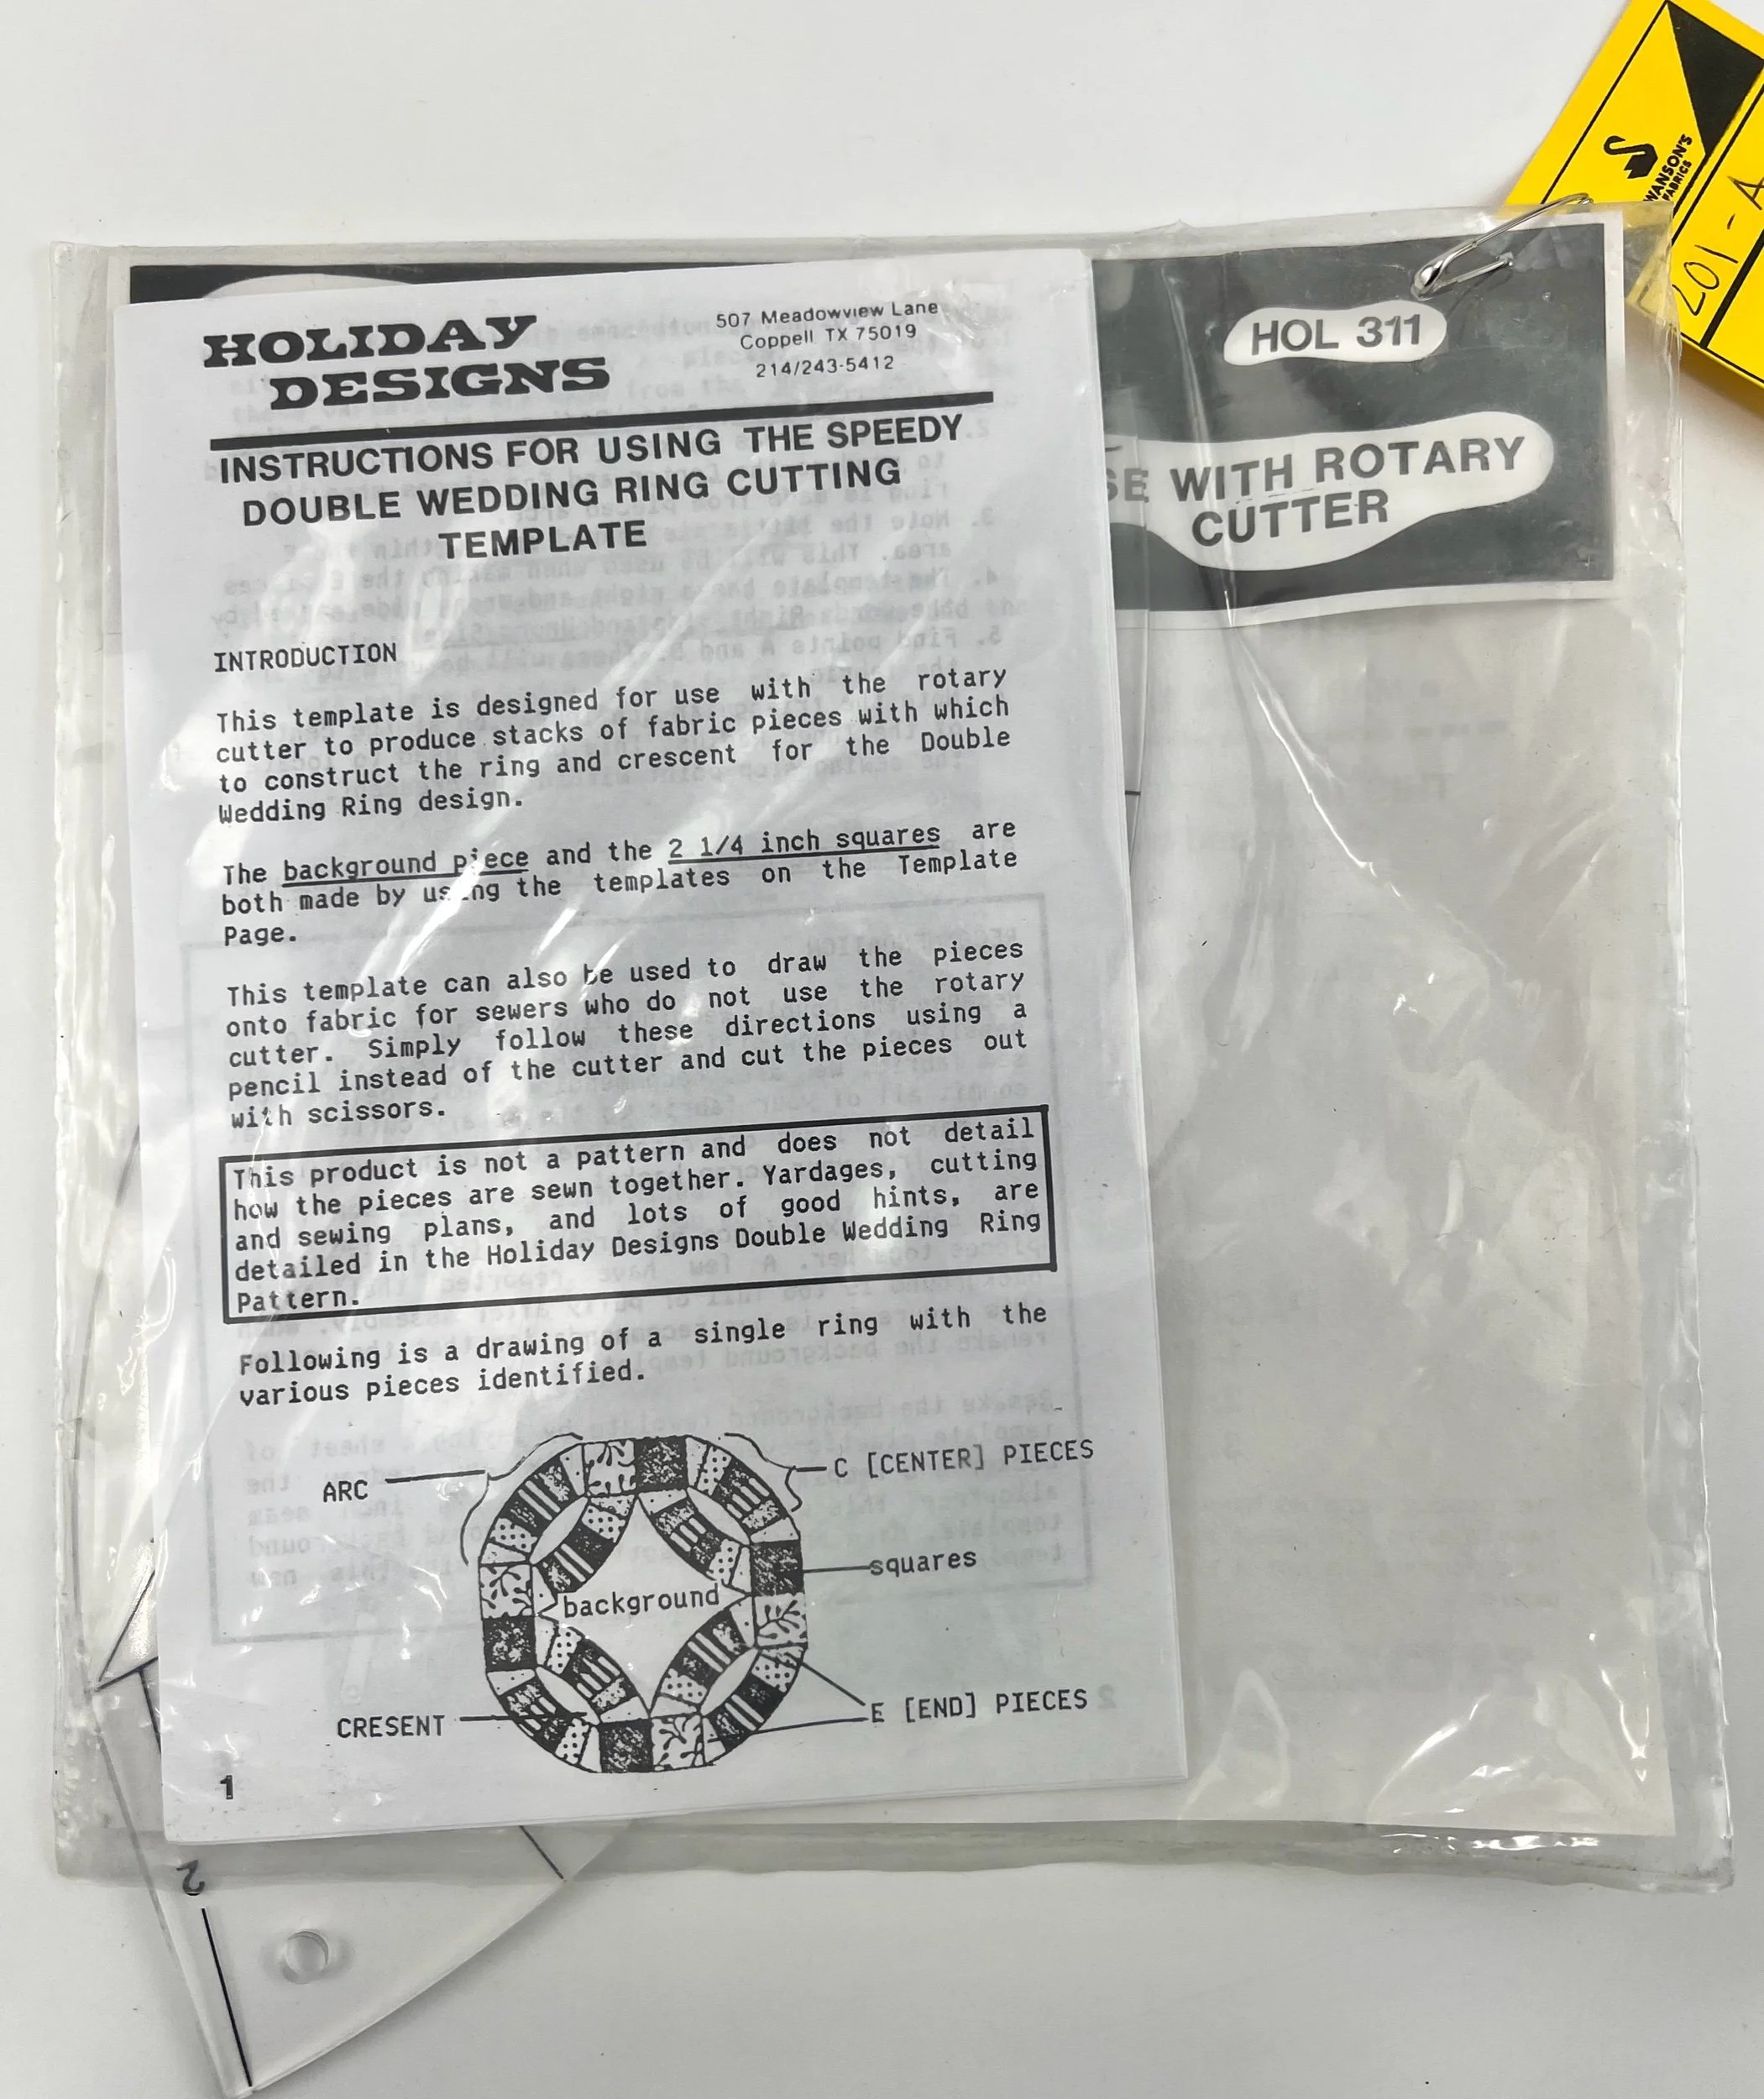 HOLIDAY
DESIGNS
507 Meadowview Lane
Coppell TX 75019
214/243-5412
INSTRUCTIONS FOR USING THE SPEEDY
DOUBLE WEDDING RING CUTTING
TEMPLATE
INTRODUCTION
This template is designed for use with the rotary
cutter to produce stacks of fabric pieces with which
to construct the ring and crescent for the Double
Wedding Ring design.
The background piece and the 2 1/4 inch squares are
both made by using the templates on the Template
Page.
This template can also be used to draw the pieces
onto fabric for sewers who do not use the rotary
cutter. Simply follow these directions using a
pencil instead of the cutter and cut the pieces out
with scissors.
This product is not a pattern and does not detail
how the pieces are sewn together. Yardages, cutting
and sewing plans, and lots of good hints, are
detailed in the Holiday Designs Double Wedding Ring
Pattern.
Following is a drawing of a single ring with the
various pieces identified.
ARC
C [CENTER] PIECES
squares
background
CRESENT
E [END] PIECES
1
HOL 311
SE WITH ROTARY
CUTTER
WANSON'S
FABRICS
201-A
2